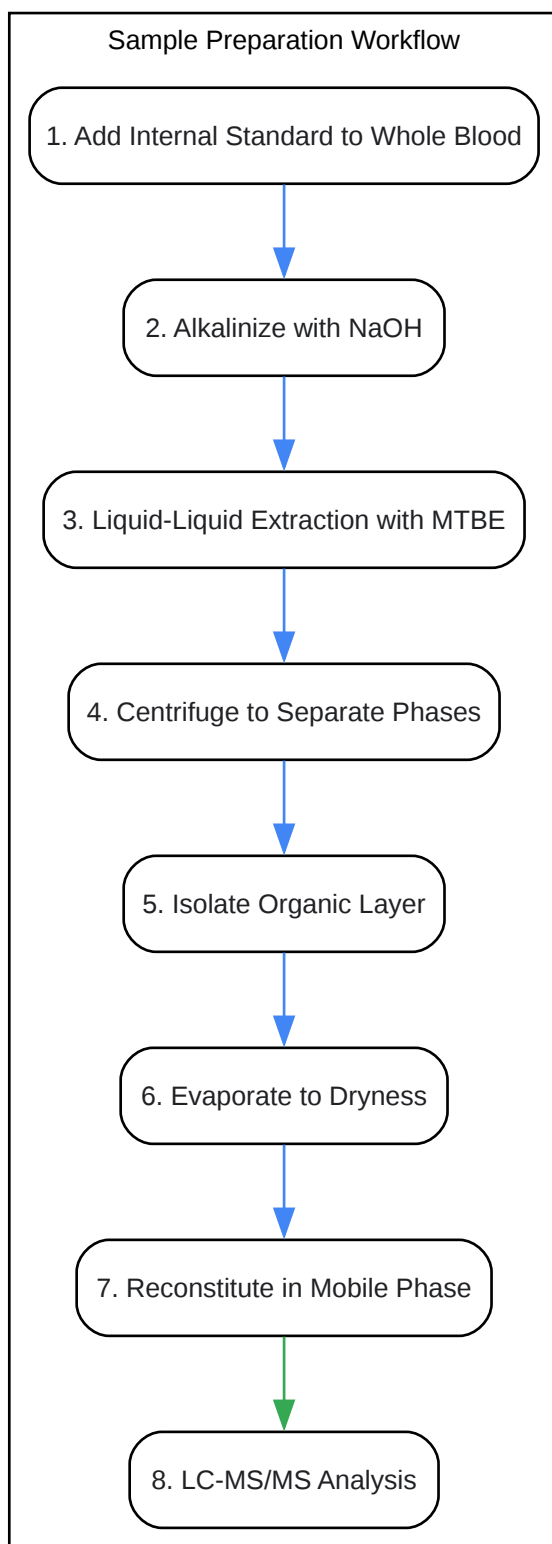 Sample Preparation Workflow
1. Add Internal Standard to Whole Blood
2. Alkalinize with NaOH
3. Liquid-Liquid Extraction with MTBE
4. Centrifuge to Separate Phases
5. Isolate Organic Layer
6. Evaporate to Dryness
7. Reconstitute in Mobile Phase
8. LC-MS/MS Analysis